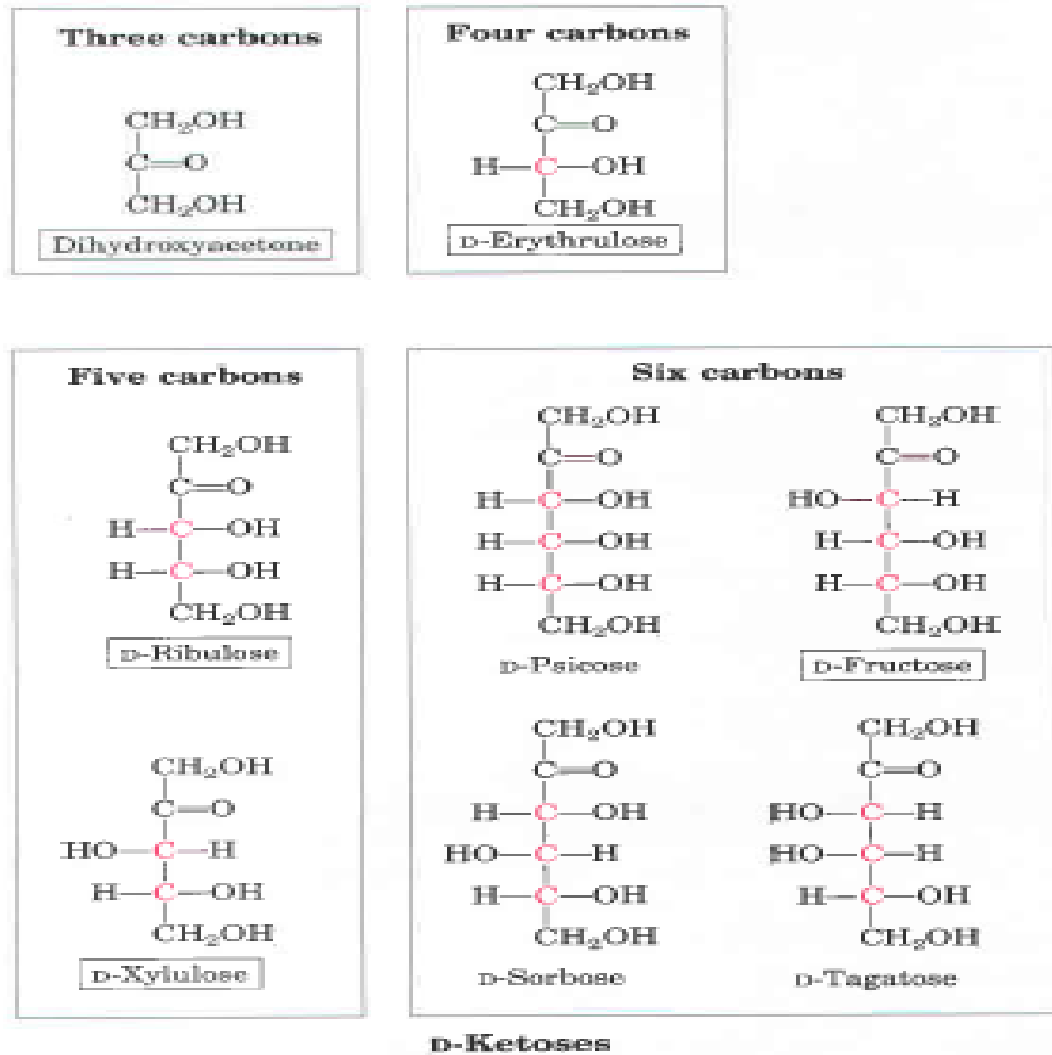 Three carbons
CH₂OH
C=O
CH₂OH
Dihydroxyacetone
Four carbons
CH₂OH
C=O
H—C—OH
CH₂OH
D-Erythrulose
Five carbons
CH₂OH
C=O
H—C—OH
H—C—OH
CH₂OH
D-Ribulose
CH₂OH
C=O
HO—C—H
H—C—OH
CH₂OH
D-Xylulose
Six carbons
CH₂OH
C=O
H—C—OH
H—C—OH
H—C—OH
CH₂OH
D-Psicose
CH₂OH
C=O
HO—C—H
H—C—OH
H—C—OH
CH₂OH
D-Fructose
CH₂OH
C=O
H—C—OH
HO—C—H
H—C—OH
CH₂OH
D-Sorbose
CH₂OH
C=O
HO—C—H
HO—C—H
H—C—OH
CH₂OH
D-Tagatose
D-Ketoses